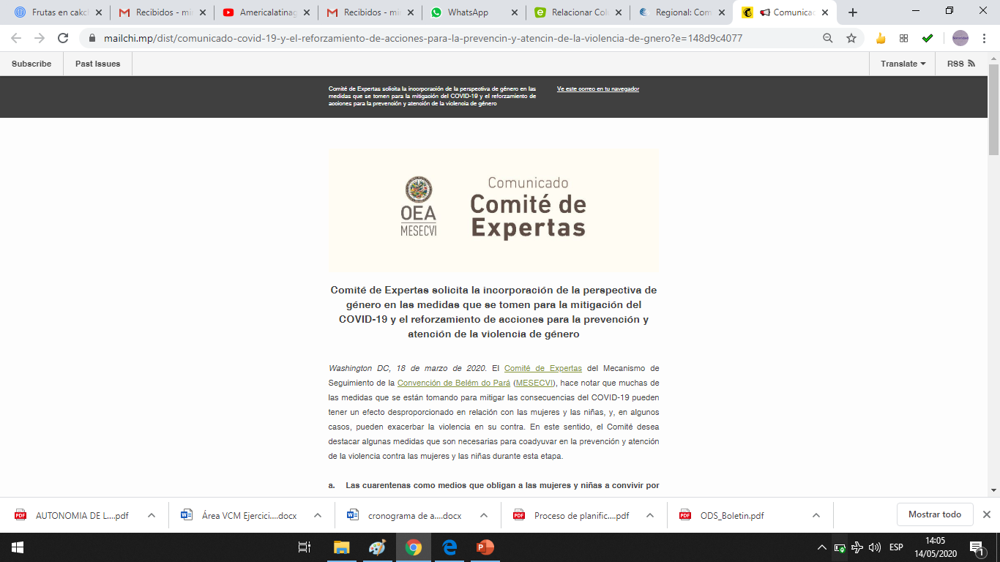 Frutas en cakc
Recibidos - mi
Americalatinag
Recibidos - mi
WhatsApp
Relacionar Col
Regional: Com
Comunicac
mailchi.mp/dist/comunicado-covid-19-y-el-reforzamiento-de-acciones-para-la-prevencin-y-atencin-de-la-violencia-de-gnero?e=148d9c4077
Subscribe
Past Issues
Translate
RSS
Comité de Expertas solicita la incorporación de la perspectiva de género en las
medidas que se tomen para la mitigación del COVID-19 y el reforzamiento de
acciones para la prevención y atención de la violencia de género
Ve este correo en tu navegador
OEA
MESECVI
Comunicado
Comité de
Expertas
Comité de Expertas solicita la incorporación de la perspectiva de
género en las medidas que se tomen para la mitigación del
COVID-19 y el reforzamiento de acciones para la prevención y
atención de la violencia de género
Washington DC, 18 de marzo de 2020. El Comité de Expertas del Mecanismo de
Seguimiento de la Convención de Belém do Pará (MESECVI), hace notar que muchas de
las medidas que se están tomando para mitigar las consecuencias del COVID-19 pueden
tener un efecto desproporcionado en relación con las mujeres y las niñas, y, en algunos
casos, pueden exacerbar la violencia en su contra. En este sentido, el Comité desea
destacar algunas medidas que son necesarias para coadyuvar en la prevención y atención
de la violencia contra las mujeres y las niñas durante esta etapa.
a. Las cuarentenas como medios que obligan a las mujeres y niñas a convivir por
AUTONOMIA DE L....pdf
Área VCM Ejercici....docx
cronograma de a....docx
Proceso de planific....pdf
ODS_Boletin.pdf
Mostrar todo
ESP
14:05
14/05/2020
1